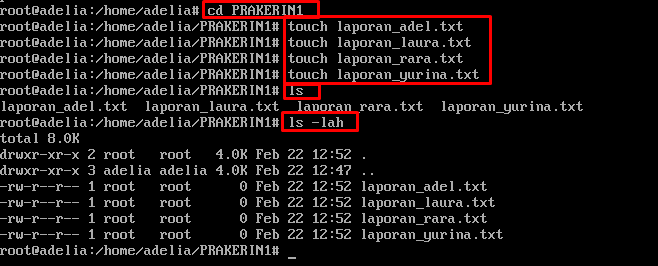 root@adelia:/home/adelia# cd PRAKERIN1
root@adelia:/home/adelia/PRAKERIN1# touch laporan_adel.txt
root@adelia:/home/adelia/PRAKERIN1# touch laporan_laura.txt
root@adelia:/home/adelia/PRAKERIN1# touch laporan_rara.txt
root@adelia:/home/adelia/PRAKERIN1# touch laporan_yurina.txt
root@adelia:/home/adelia/PRAKERIN1# ls
laporan_adel.txt  laporan_laura.txt  laporan_rara.txt  laporan_yurina.txt
root@adelia:/home/adelia/PRAKERIN1# ls -lah
total 8.0K
drwxr-xr-x 2 root   root   4.0K Feb 22 12:52 .
drwxr-xr-x 3 adelia adelia 4.0K Feb 22 12:47 ..
-rw-r--r-- 1 root   root      0 Feb 22 12:52 laporan_adel.txt
-rw-r--r-- 1 root   root      0 Feb 22 12:52 laporan_laura.txt
-rw-r--r-- 1 root   root      0 Feb 22 12:52 laporan_rara.txt
-rw-r--r-- 1 root   root      0 Feb 22 12:52 laporan_yurina.txt
root@adelia:/home/adelia/PRAKERIN1# _